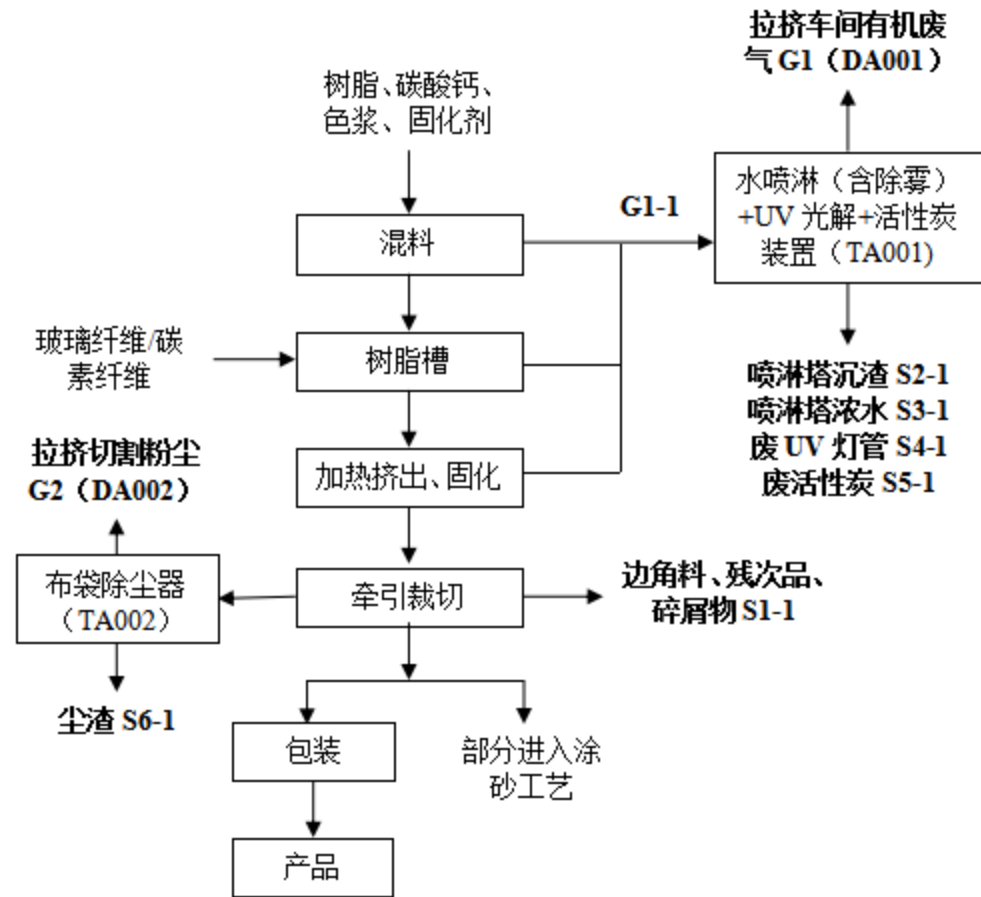 拉挤车间有机废
气 G1（DA001）
树脂、碳酸钙、
色浆、固化剂
水喷淋（含除雾）
+UV 光解+活性炭
装置（TA001)
G1-1
混料
玻璃纤维/碳
素纤维
树脂槽
喷淋塔沉渣 S2-1
喷淋塔浓水 S3-1
废 UV 灯管 S4-1
废活性炭 S5-1
拉挤切割粉尘
G2（DA002）
加热挤出、固化
布袋除尘器
（TA002）
牵引裁切
边角料、残次品、
碎屑物 S1-1
尘渣 S6-1
包装
部分进入涂
砂工艺
产品